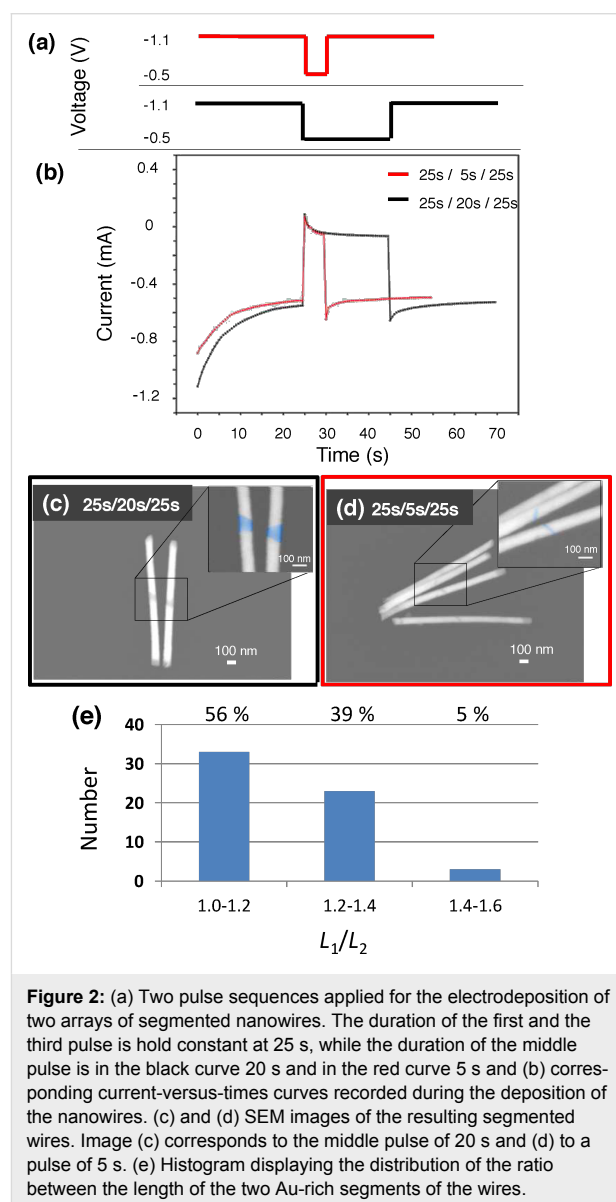 (a)
-1.1
-0.5
-1.1
-0.5
Voltage (V)
(b)
0.4
0
-0.4
-0.8
-1.2
Current (mA)
25s / 5s / 25s
25s / 20s / 25s
0 10 20 30 40 50 60 70
Time (s)
(c) 25s/20s/25s
100 nm
100 nm
(d) 25s/5s/25s
100 nm
100 nm
(e)
56 % 39 % 5 %
40
30
20
10
0
Number
1.0-1.2 1.2-1.4 1.4-1.6
L1/L2
Figure 2: (a) Two pulse sequences applied for the electrodeposition of
two arrays of segmented nanowires. The duration of the first and the
third pulse is hold constant at 25 s, while the duration of the middle
pulse is in the black curve 20 s and in the red curve 5 s and (b) corres-
ponding current-versus-times curves recorded during the deposition of
the nanowires. (c) and (d) SEM images of the resulting segmented
wires. Image (c) corresponds to the middle pulse of 20 s and (d) to a
pulse of 5 s. (e) Histogram displaying the distribution of the ratio
between the length of the two Au-rich segments of the wires.